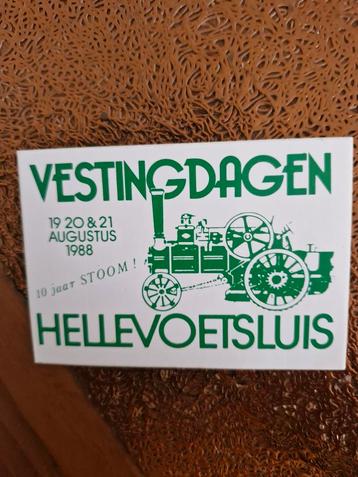 VESTINGDAGEN
19 20 & 21
AUGUSTUS
1988
10 jaar STOOM!
HELLEVOETSLUIS